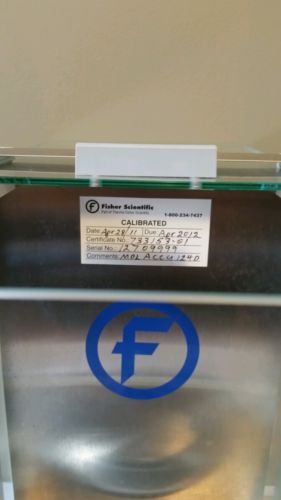 F Fisher Scientific
Part of Thermo Fisher Scientific
1-800-234-7437
CALIBRATED
Date: Apr 28/11 Due: Apr 2012
Certificate No. 733153-01
Serial No. 12709999
Comments: MDL ACCU 124D
F